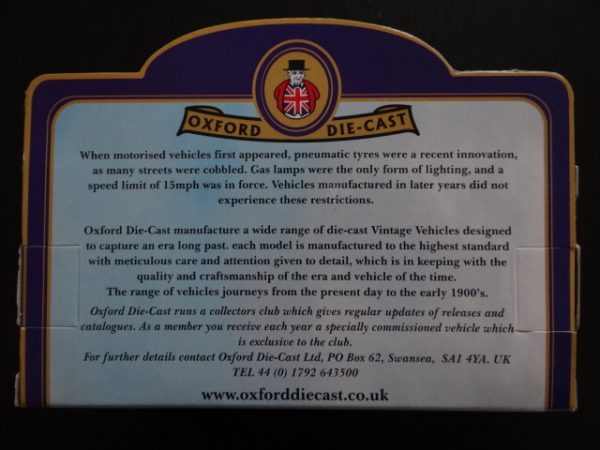 OXFORD DIE-CAST
When motorised vehicles first appeared, pneumatic tyres were a recent innovation,
as many streets were cobbled. Gas lamps were the only form of lighting, and a
speed limit of 15mph was in force. Vehicles manufactured in later years did not
experience these restrictions.
Oxford Die-Cast manufacture a wide range of die-cast Vintage Vehicles designed
to capture an era long past. each model is manufactured to the highest standard
with meticulous care and attention given to detail, which is in keeping with the
quality and craftsmanship of the era and vehicle of the time.
The range of vehicles journeys from the present day to the early 1900's.
Oxford Die-Cast runs a collectors club which gives regular updates of releases and
catalogues. As a member you receive each year a specially commissioned vehicle which
is exclusive to the club.
For further details contact Oxford Die-Cast Ltd, PO Box 62, Swansea, SA1 4YA. UK
TEL 44 (0) 1792 643500
www.oxforddiecast.co.uk